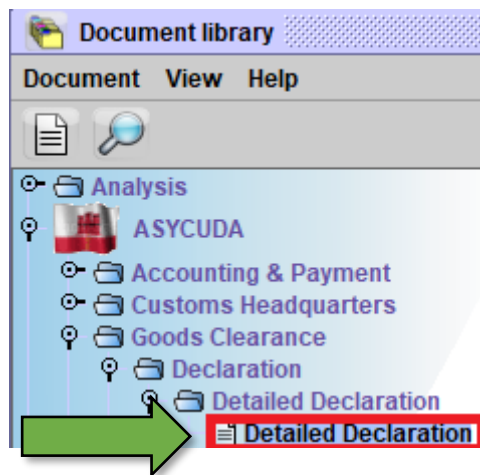 Document library
Document View Help
Analysis
ASYCUDA
Accounting & Payment
Customs Headquarters
Goods Clearance
Declaration
Detailed Declaration
Detailed Declaration